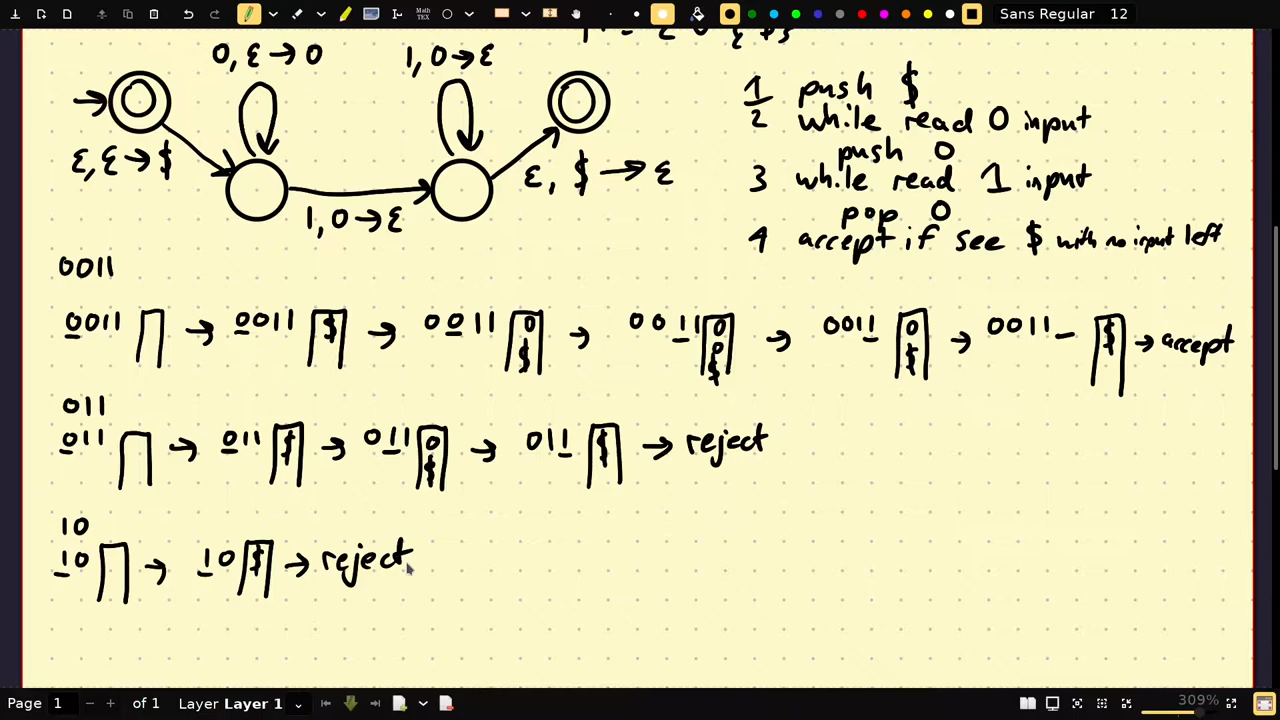 Math TEX Sans Regular 12
Γ = Σ ∪ {$}
0, ε → 0
1, 0 → ε
ε, ε → $
1, 0 → ε
ε, $ → ε
1 push $
2 while read 0 input
push 0
3 while read 1 input
pop 0
4 accept if see $ with no input left
0011
0011 → 0011 $ → 0011 0 $ → 0011 0 0 $ → 0011 0 $ → 0011 $ → accept
011
011 → 011 $ → 011 0 $ → 011 $ → reject
10
10 → 10 $ → reject
Page 1 of 1 Layer Layer 1 309%